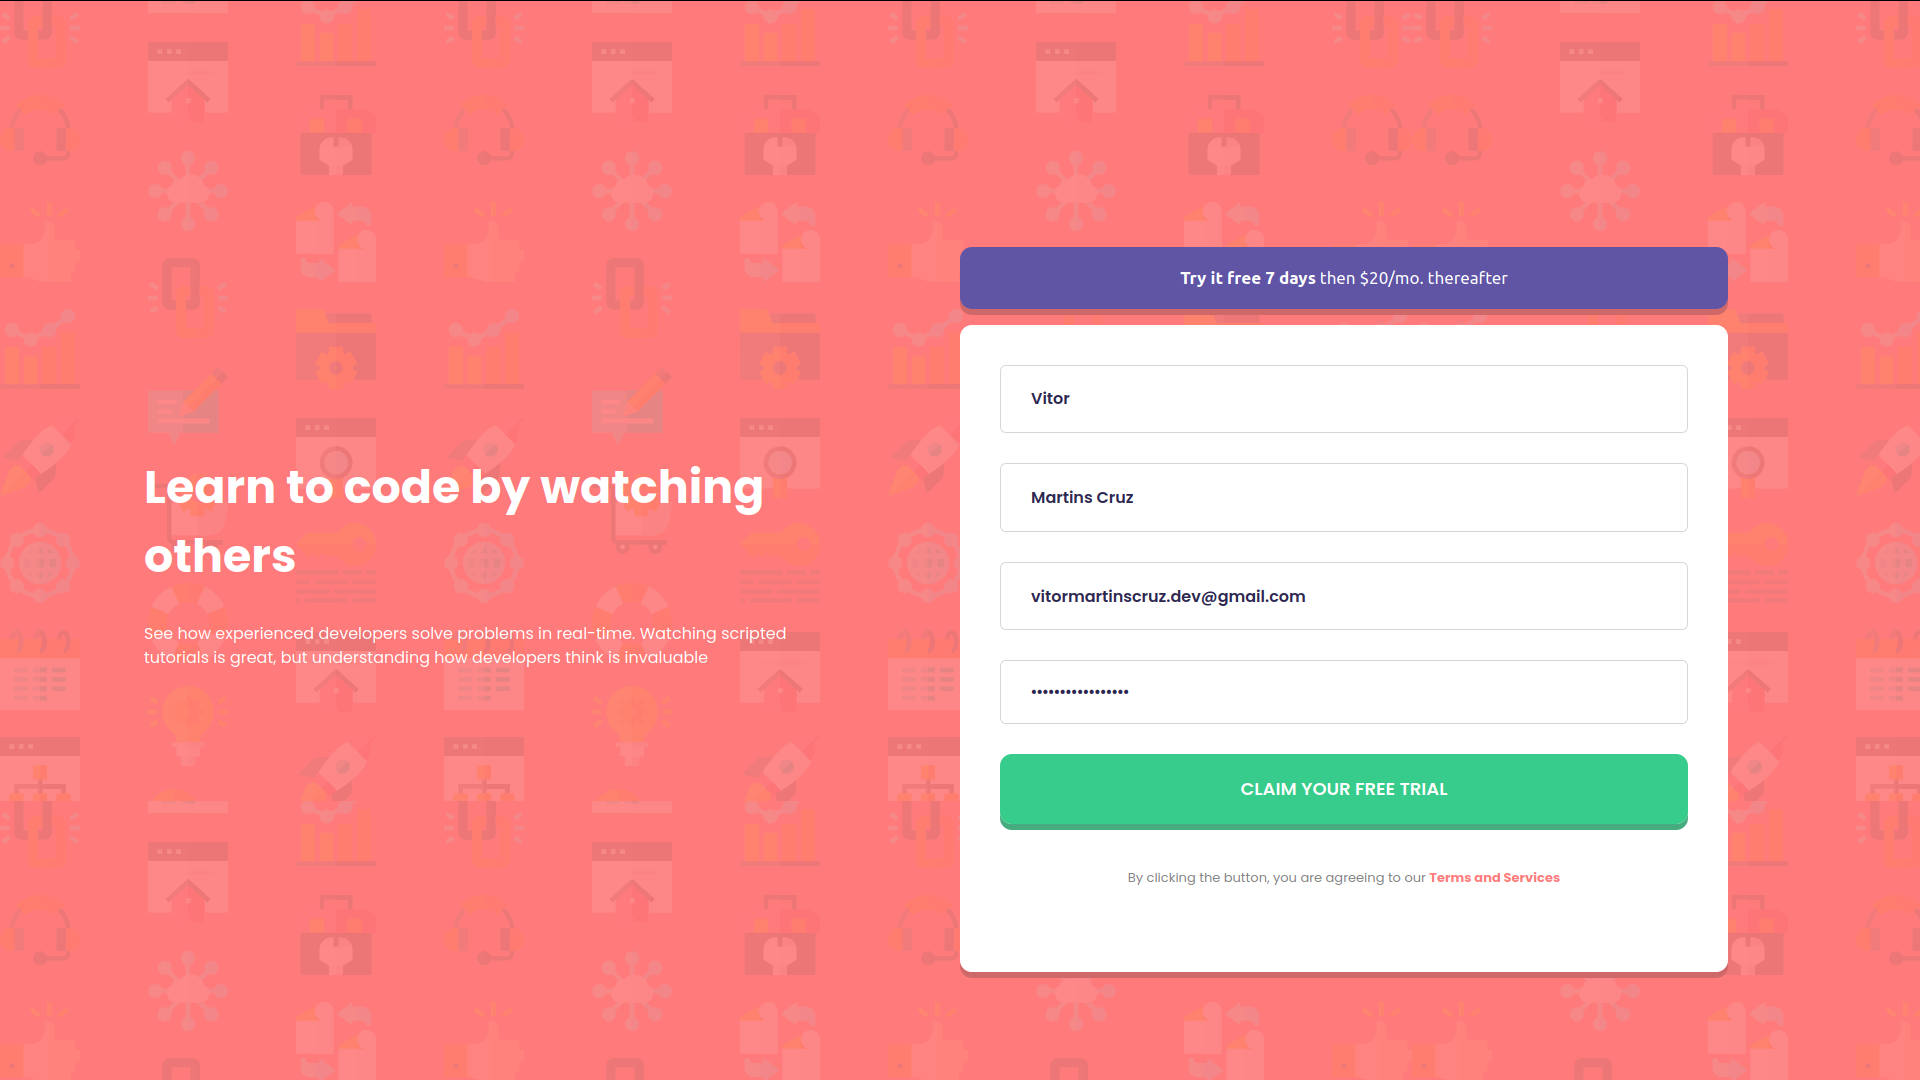 Learn to code by watching
others
See how experienced developers solve problems in real-time. Watching scripted
tutorials is great, but understanding how developers think is invaluable
Try it free 7 days then $20/mo. thereafter
Vitor
Martins Cruz
vitormartinscruz.dev@gmail.com
•••••••••••••••••
CLAIM YOUR FREE TRIAL
By clicking the button, you are agreeing to our Terms and Services